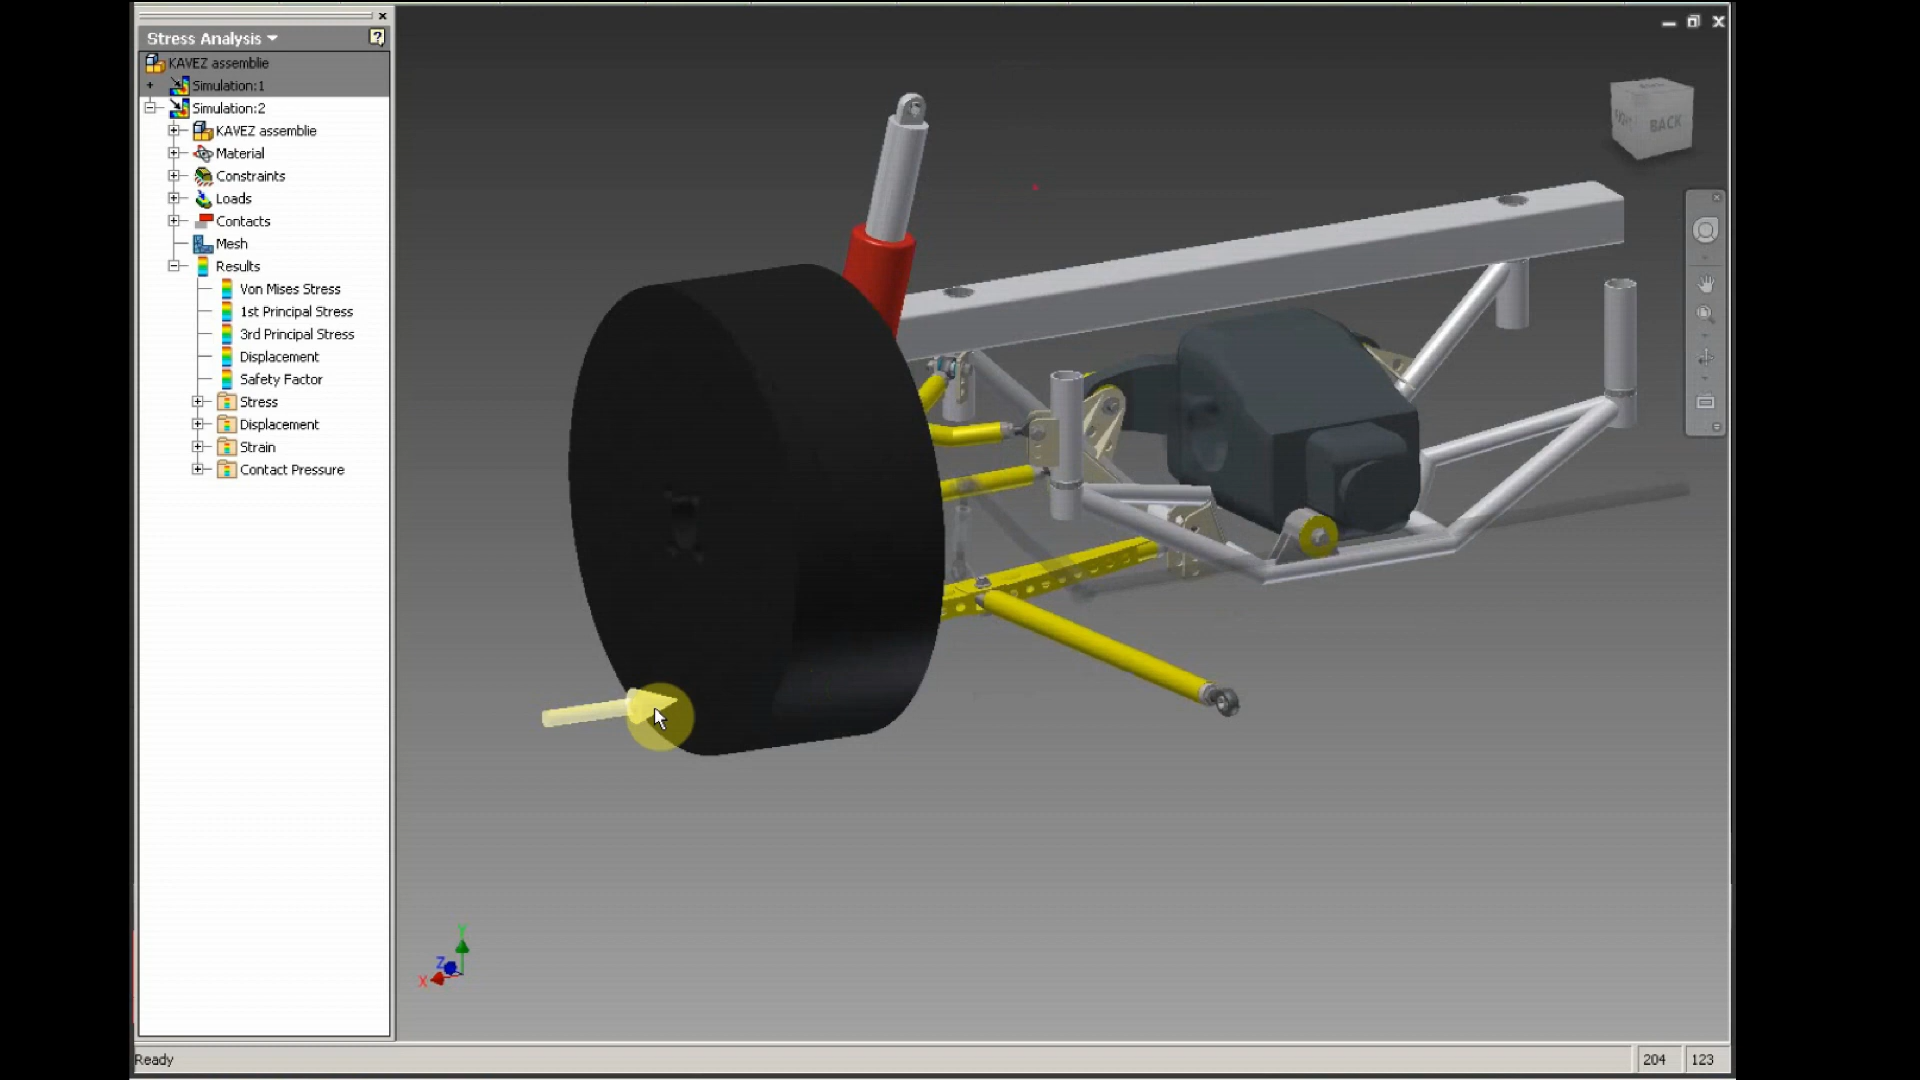 Stress Analysis
?
KAVEZ assemblie
Simulation:1
Simulation:2
KAVEZ assemblie
Material
Constraints
Loads
Contacts
Mesh
Results
Von Mises Stress
1st Principal Stress
3rd Principal Stress
Displacement
Safety Factor
Stress
Displacement
Strain
Contact Pressure
BACK
Y
Z
X
Ready
204
123